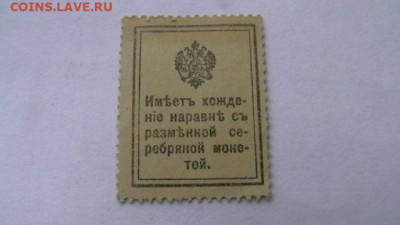 COINS.LAVE.RU
Имѣетъ хожде-
ніе наравнѣ съ
размѣнной се-
ребряной моне-
той.